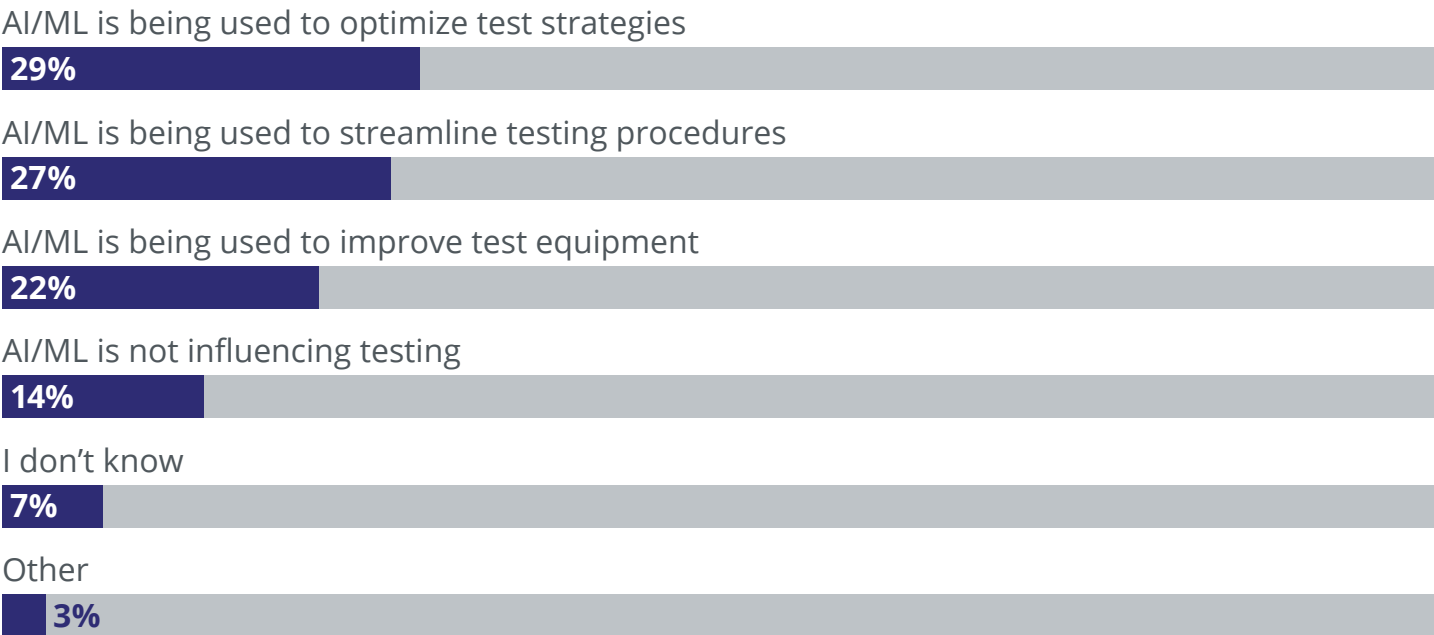 AI/ML is being used to optimize test strategies
29%
AI/ML is being used to streamline testing procedures
27%
AI/ML is being used to improve test equipment
22%
AI/ML is not influencing testing
14%
I don’t know
7%
Other
3%